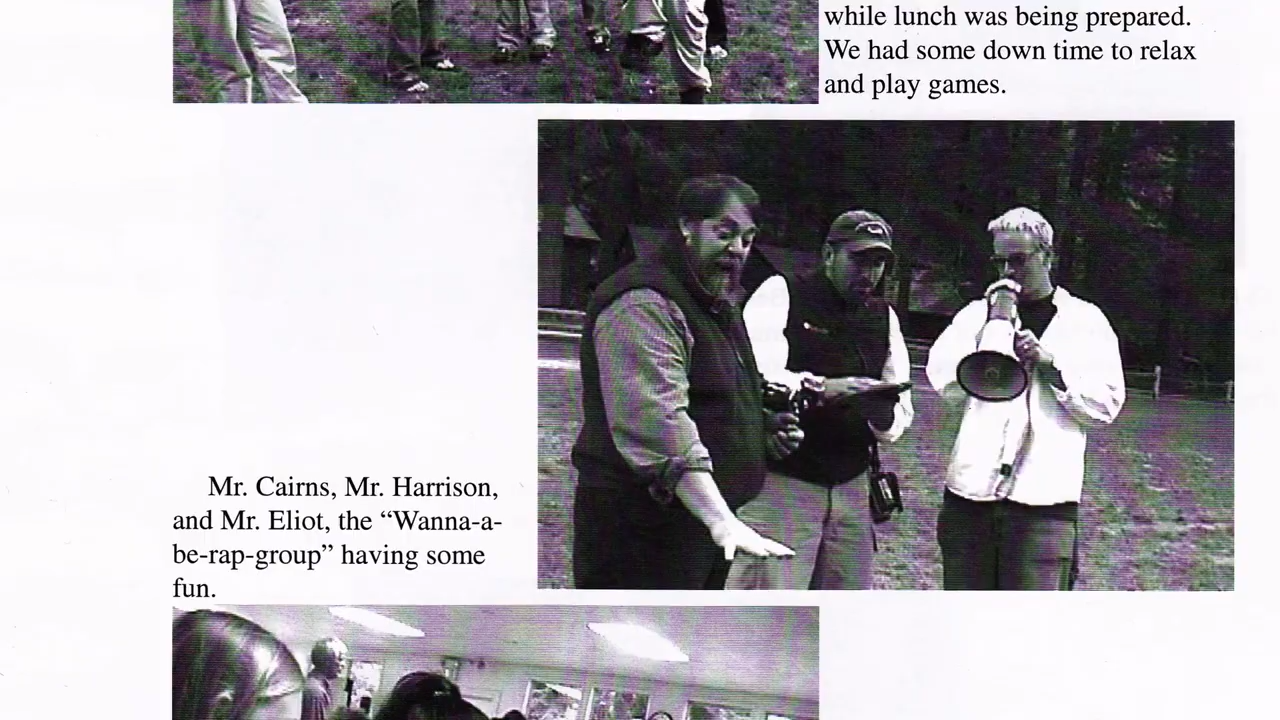 while lunch was being prepared.
We had some down time to relax
and play games.
Mr. Cairns, Mr. Harrison,
and Mr. Eliot, the “Wanna-a-
be-rap-group” having some
fun.